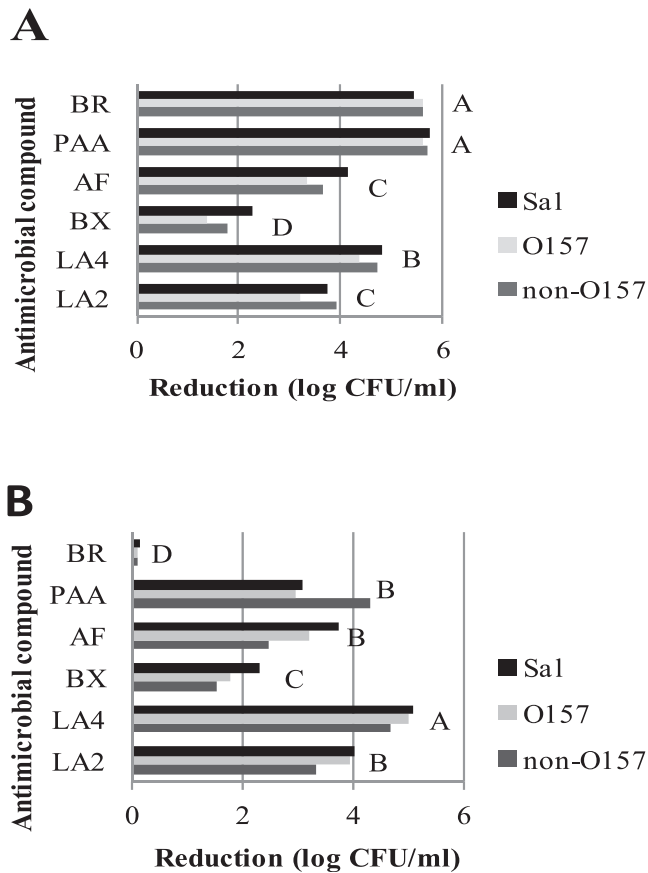 A
Antimicrobial compound
BR
A
PAA
A
AF
C
BX
D
LA4
B
LA2
C
0
2
4
6
Reduction (log CFU/ml)
Sal
O157
non-O157
B
Antimicrobial compound
BR
D
PAA
B
AF
B
BX
C
LA4
A
LA2
B
0
2
4
6
Reduction (log CFU/ml)
Sal
O157
non-O157